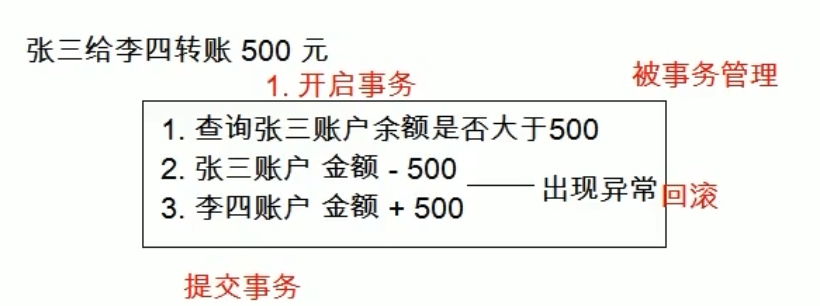 张三给李四转账 500 元
1. 开启事务
被事务管理
1. 查询张三账户余额是否大于500
2. 张三账户 金额 - 500
3. 李四账户 金额 + 500
出现异常
回滚
提交事务